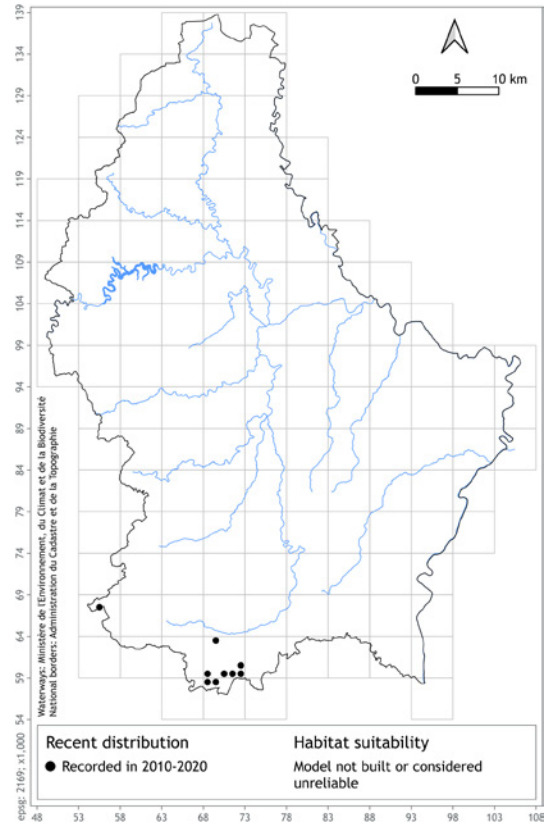 139
134
129
124
119
114
109
104
99
94
89
84
79
74
69
64
59
54
0 5 10 km
Waterways: Ministère de l'Environnement, du Climat et de la Biodiversité
National borders: Administration du Cadastre et de la Topographie
epsg: 2169; x1,000
Recent distribution
Recorded in 2010-2020
Habitat suitability
Model not built or considered
unreliable
48 53 58 63 68 73 78 83 88 93 98 103 108